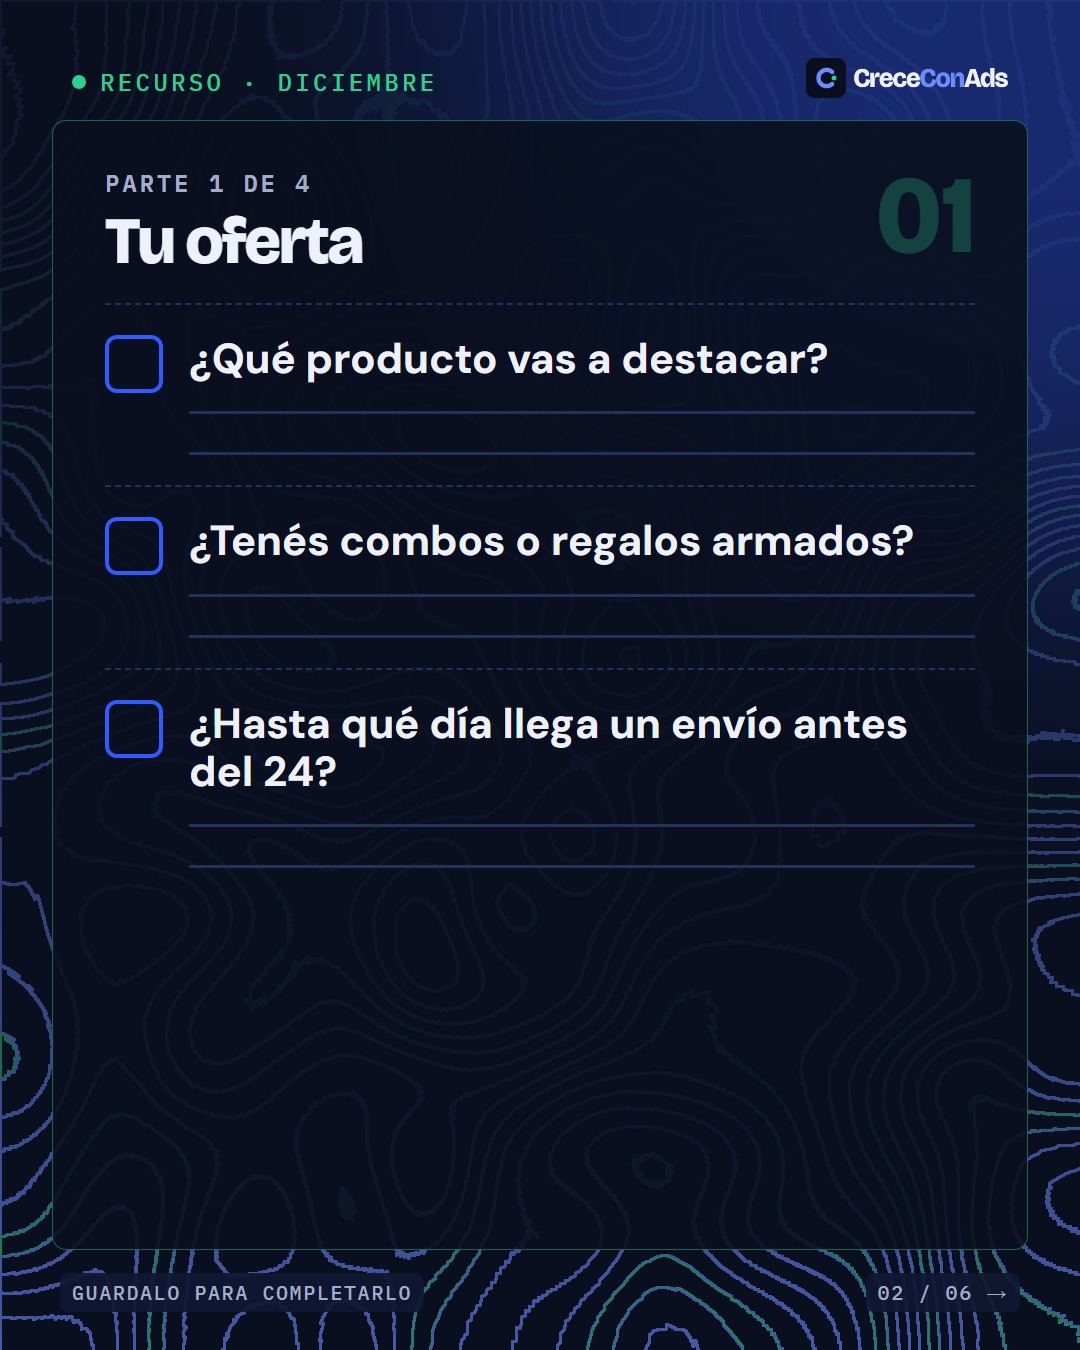 RECURSO · DICIEMBRE
CreceConAds
PARTE 1 DE 4
Tu oferta
01
¿Qué producto vas a destacar?
¿Tenés combos o regalos armados?
¿Hasta qué día llega un envío antes
del 24?
GUARDALO PARA COMPLETARLO
02 / 06 →